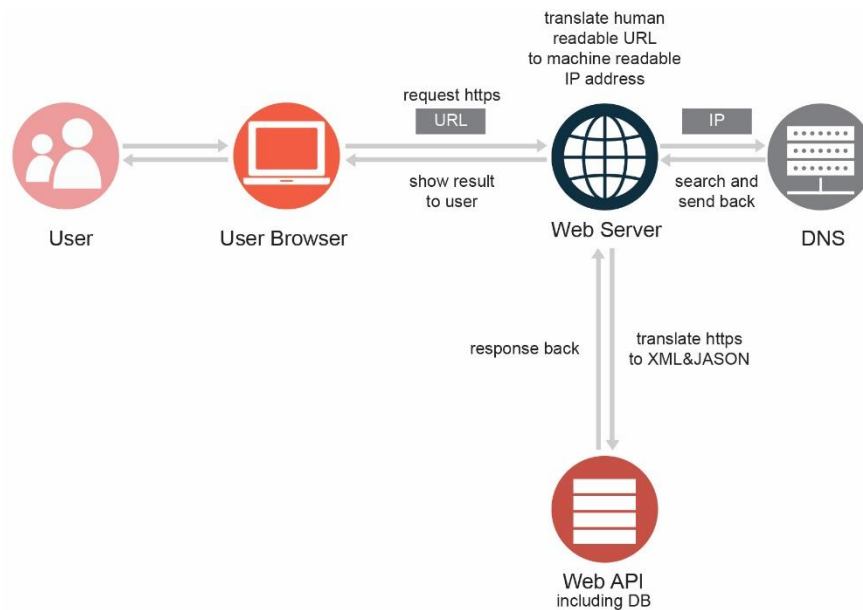 translate human
readable URL
to machine readable
IP address
request https
URL
IP
show result
to user
search and
send back
User
User Browser
Web Server
DNS
response back
translate https
to XML&JASON
Web API
including DB